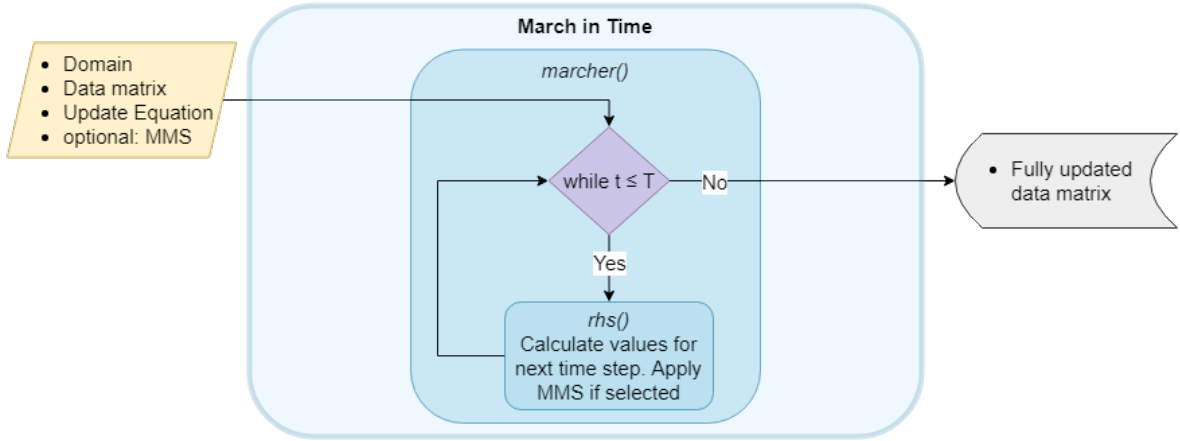 March in Time
• Domain
• Data matrix
• Update Equation
• optional: MMS
marcher()
while t ≤ T
No
Yes
rhs()
Calculate values for
next time step. Apply
MMS if selected
• Fully updated
data matrix